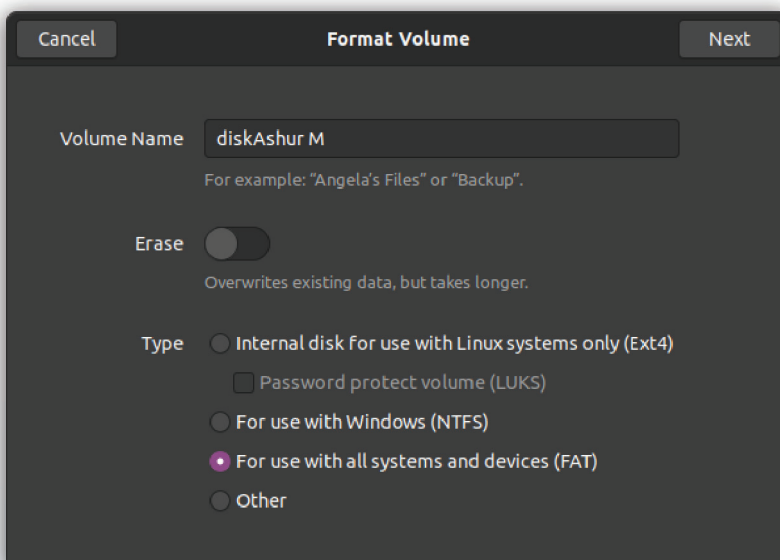 Cancel
Format Volume
Next
Volume Name
diskAshur M
For example: “Angela’s Files” or “Backup”.
Erase
Overwrites existing data, but takes longer.
Type
Internal disk for use with Linux systems only (Ext4)
Password protect volume (LUKS)
For use with Windows (NTFS)
For use with all systems and devices (FAT)
Other